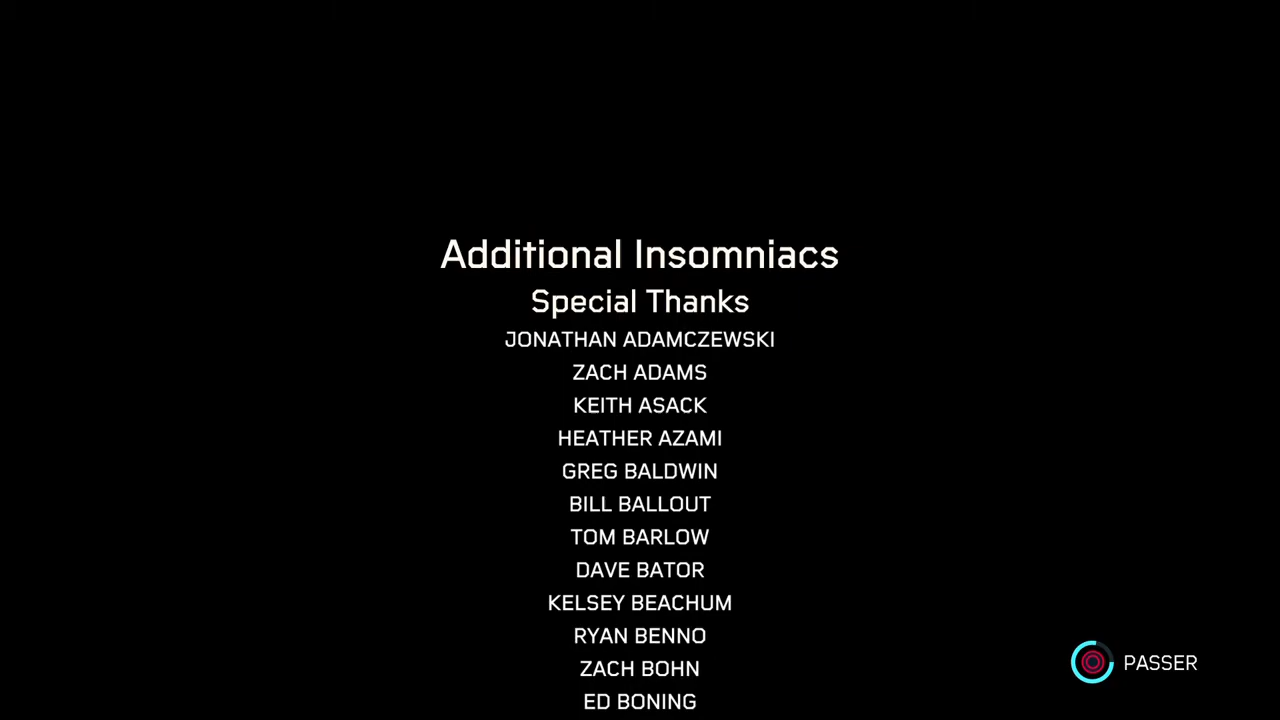 Additional Insomniacs
Special Thanks
JONATHAN ADAMCZEWSKI
ZACH ADAMS
KEITH ASACK
HEATHER AZAMI
GREG BALDWIN
BILL BALLOUT
TOM BARLOW
DAVE BATOR
KELSEY BEACHUM
RYAN BENNO
ZACH BOHN
PASSER
ED BONING